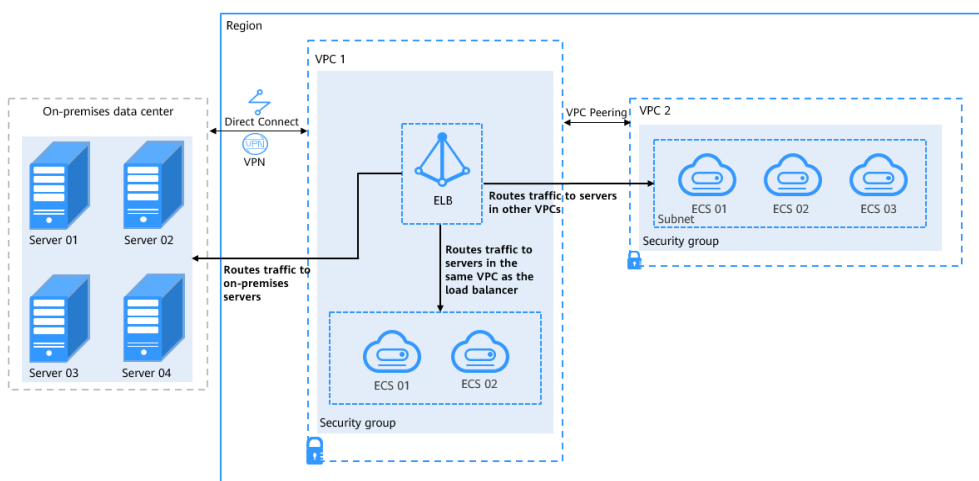 Region
VPC 1
On-premises data center
Direct Connect
VPN
VPN
VPC Peering
VPC 2
ELB
Routes traffic to servers
in other VPCs
ECS 01
ECS 02
ECS 03
Subnet
Security group
Server 01
Server 02
Routes traffic to
servers in the
same VPC as the
load balancer
Routes traffic to
on-premises
servers
Server 03
Server 04
ECS 01
ECS 02
Security group